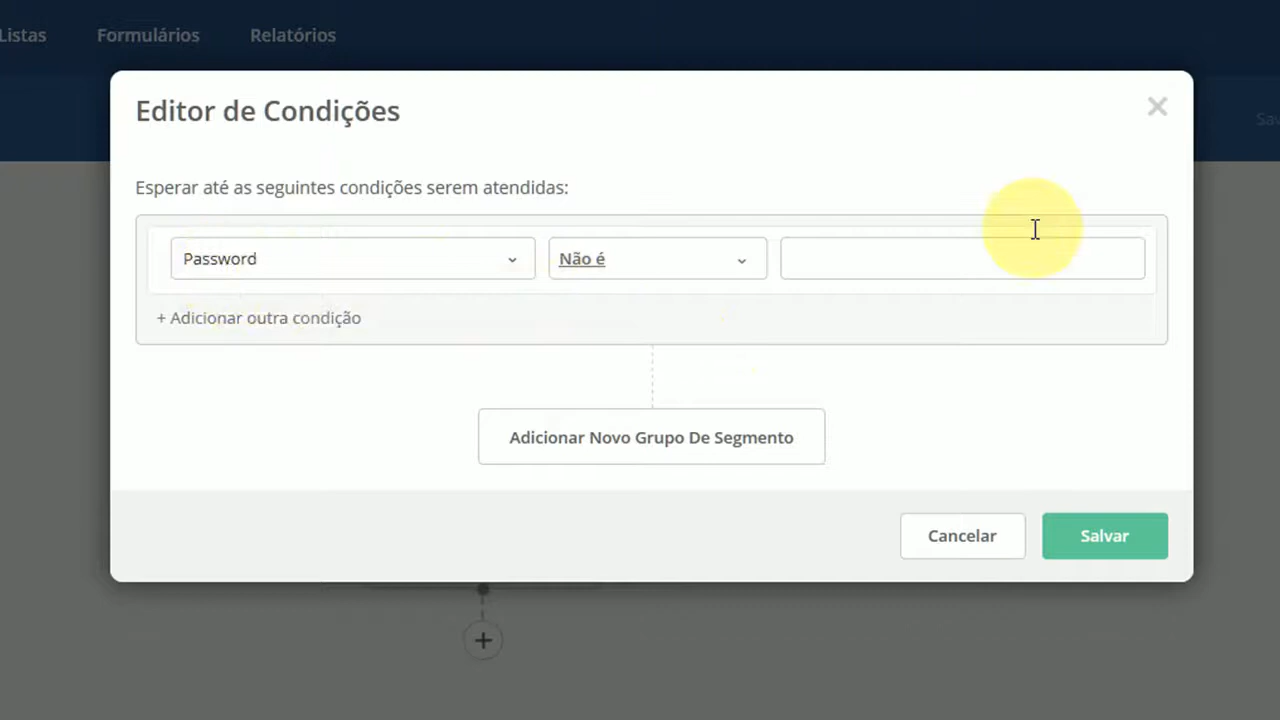 Listas Formulários Relatórios
Editor de Condições
Sav
Esperar até as seguintes condições serem atendidas:
Password Não é
+ Adicionar outra condição
Adicionar Novo Grupo De Segmento
Cancelar Salvar